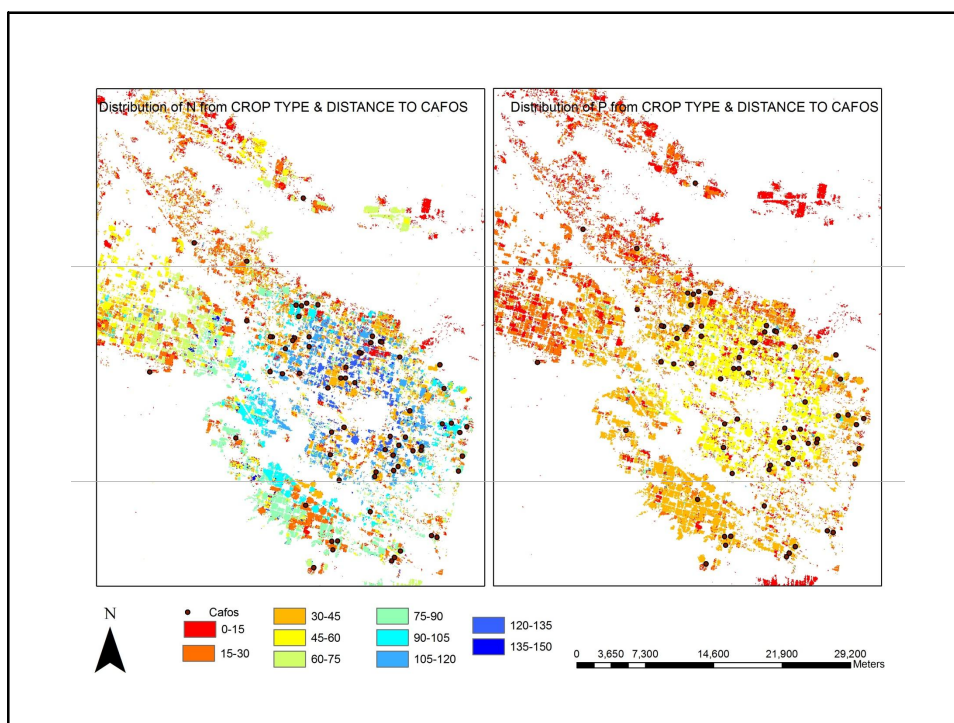 Distribution of N from CROP TYPE & DISTANCE TO CAFOS
Distribution of P from CROP TYPE & DISTANCE TO CAFOS
N
Cafos
0-15
15-30
30-45
45-60
60-75
75-90
90-105
105-120
120-135
135-150
0 3,650 7,300 14,600 21,900 29,200
Meters